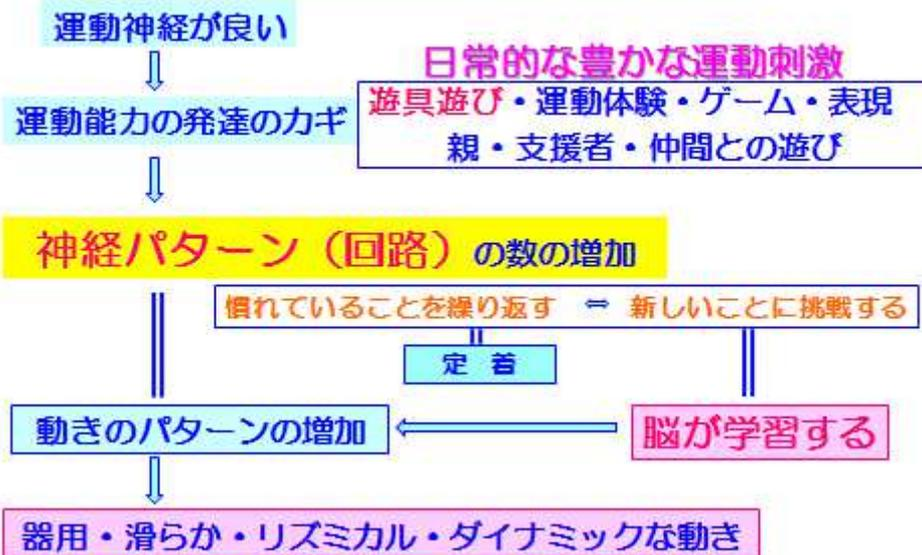 運動神経が良い
日常的な豊かな運動刺激
運動能力の発達のカギ
遊具遊び・運動体験・ゲーム・表現
親・支援者・仲間との遊び
神経パターン（回路）の数の増加
慣れていることを繰り返す ⇔ 新しいことに挑戦する
定 着
動きのパターンの増加
脳が学習する
器用・滑らか・リズミカル・ダイナミックな動き